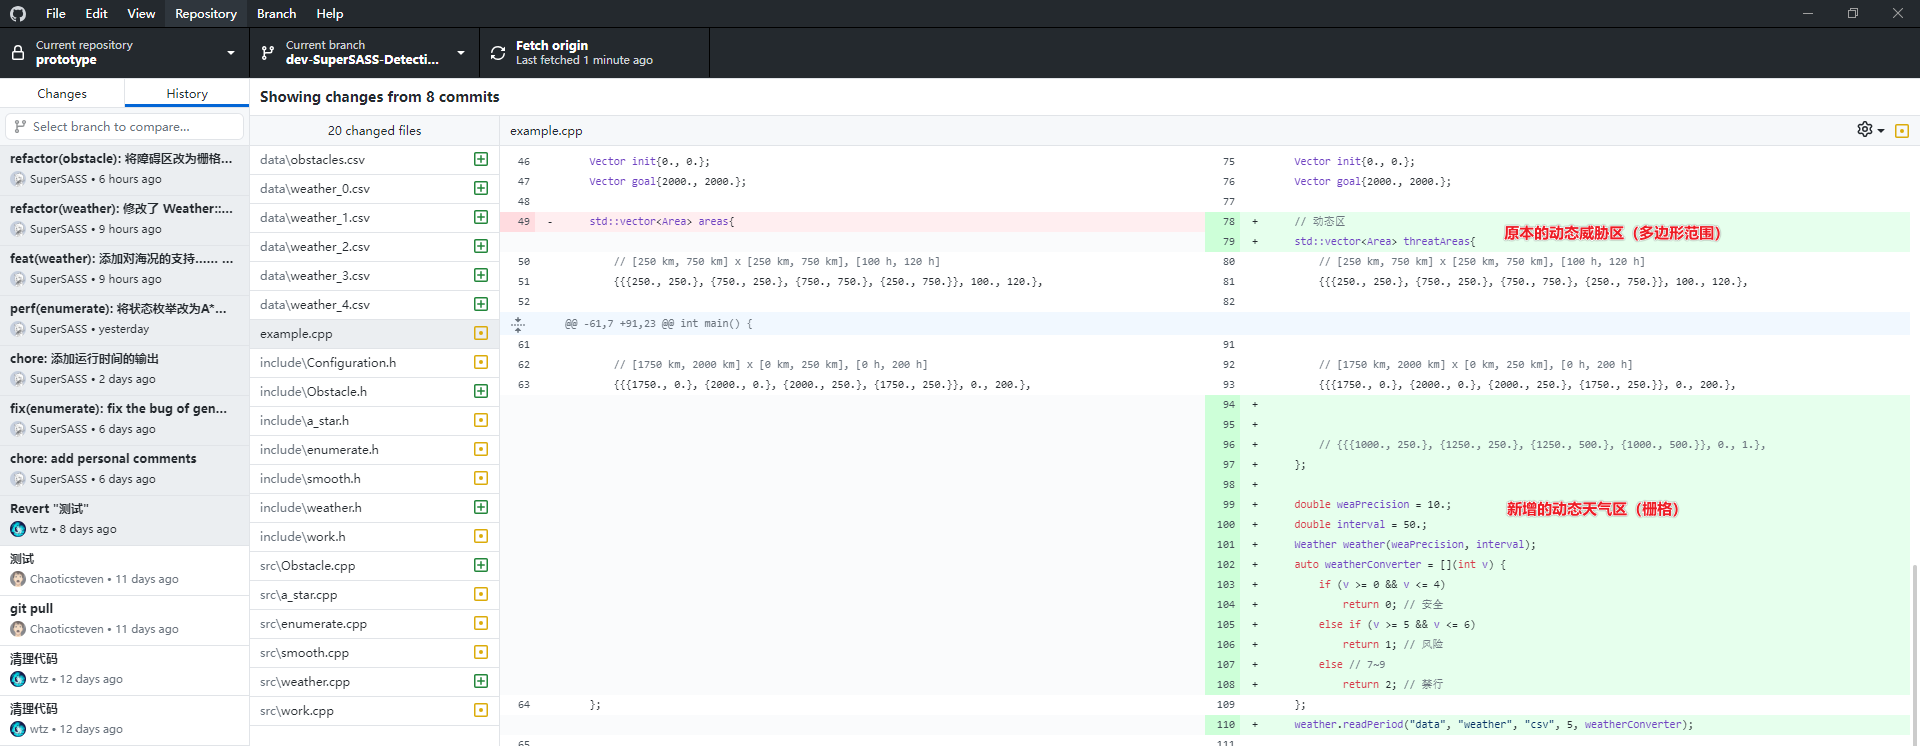 File Edit View Repository Branch Help
Current repository
prototype
Current branch
dev-SuperSASS-Detecti...
Fetch origin
Last fetched 1 minute ago
Changes History
Select branch to compare...
refactor(obstacle): 将障碍区改为栅格...
SuperSASS • 6 hours ago
refactor(weather): 修改了 Weather::...
SuperSASS • 9 hours ago
feat(weather): 添加对海况的支持...... ...
SuperSASS • 9 hours ago
perf(enumerate): 将状态枚举改为A*...
SuperSASS • yesterday
chore: 添加运行时间的输出
SuperSASS • 2 days ago
fix(enumerate): fix the bug of gen...
SuperSASS • 6 days ago
chore: add personal comments
SuperSASS • 6 days ago
Revert "测试"
wtz • 8 days ago
测试
Chaoticsteven • 11 days ago
git pull
Chaoticsteven • 11 days ago
清理代码
wtz • 12 days ago
清理代码
wtz • 12 days ago
Showing changes from 8 commits
20 changed files
data\obstacles.csv
data\weather_0.csv
data\weather_1.csv
data\weather_2.csv
data\weather_3.csv
data\weather_4.csv
example.cpp
include\Configuration.h
include\Obstacle.h
include\a_star.h
include\enumerate.h
include\smooth.h
include\weather.h
include\work.h
src\Obstacle.cpp
src\a_star.cpp
src\enumerate.cpp
src\smooth.cpp
src\weather.cpp
src\work.cpp
example.cpp
46 Vector init{0., 0.};
47 Vector goal{2000., 2000.};
48
49 - std::vector<Area> areas{
50 // [250 km, 750 km] x [250 km, 750 km], [100 h, 120 h]
51 {{{250., 250.}, {750., 250.}, {750., 750.}, {250., 750.}}, 100., 120.},
52
@@ -61,7 +91,23 @@ int main() {
61
62 // [1750 km, 2000 km] x [0 km, 250 km], [0 h, 200 h]
63 {{{1750., 0.}, {2000., 0.}, {2000., 250.}, {1750., 250.}}, 0., 200.},
64 };
65
75 Vector init{0., 0.};
76 Vector goal{2000., 2000.};
77
78 + // 动态区
79 + std::vector<Area> threatAreas{
原本的动态威胁区（多边形范围）
80 // [250 km, 750 km] x [250 km, 750 km], [100 h, 120 h]
81 {{{250., 250.}, {750., 250.}, {750., 750.}, {250., 750.}}, 100., 120.},
82
91
92 // [1750 km, 2000 km] x [0 km, 250 km], [0 h, 200 h]
93 {{{1750., 0.}, {2000., 0.}, {2000., 250.}, {1750., 250.}}, 0., 200.},
94 +
95 +
96 + // {{{1000., 250.}, {1250., 250.}, {1250., 500.}, {1000., 500.}}, 0., 1.},
97 + };
98 +
99 + double weaPrecision = 10.;
新增的动态天气区（栅格）
100 + double interval = 50.;
101 + Weather weather(weaPrecision, interval);
102 + auto weatherConverter = [](int v) {
103 + if (v >= 0 && v <= 4)
104 + return 0; // 安全
105 + else if (v >= 5 && v <= 6)
106 + return 1; // 风险
107 + else // 7~9
108 + return 2; // 禁行
109 };
110 + weather.readPeriod("data", "weather", "csv", 5, weatherConverter);
111